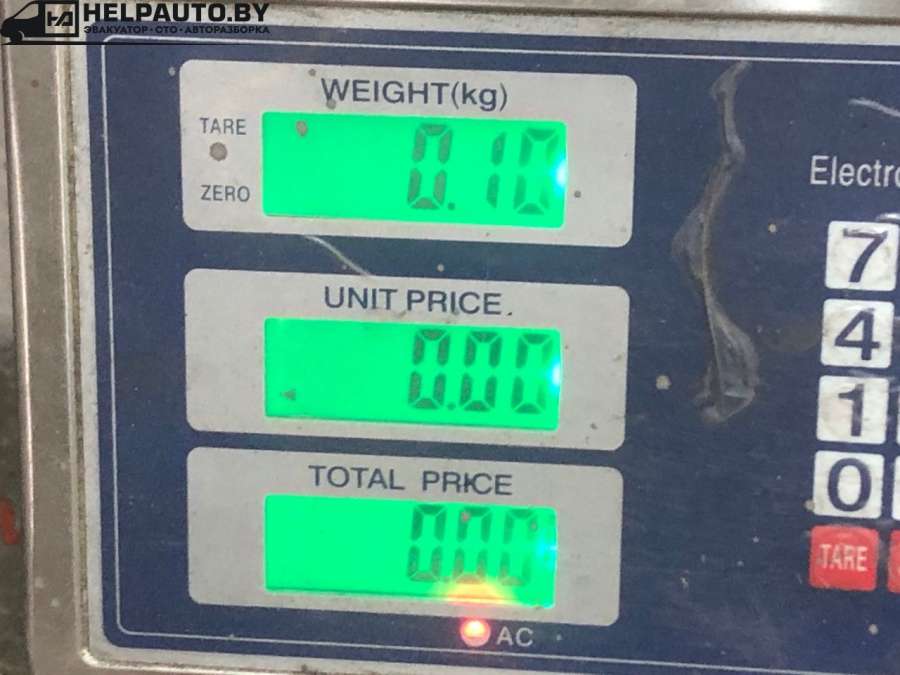 HELPAUTO.BY
ЭВАКУАТОР · СТО · АВТОРАЗБОРКА
WEIGHT(kg)
TARE
0.10
ZERO
Electro
7
UNIT PRICE
4
0.00
1
TOTAL PRICE
0
0.00
TARE
AC